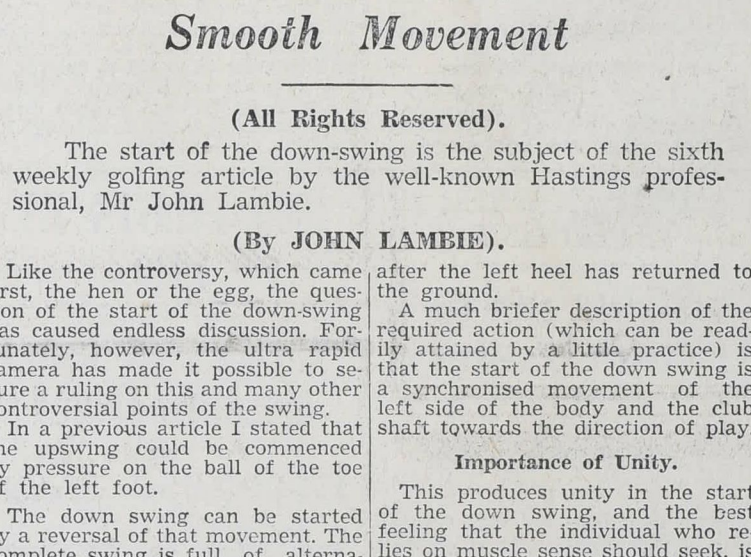 Smooth Movement
(All Rights Reserved).
The start of the down-swing is the subject of the sixth
weekly golfing article by the well-known Hastings profes-
sional, Mr John Lambie.
(By JOHN LAMBIE).
Like the controversy, which came
rst, the hen or the egg, the ques-
on of the start of the down-swing
as caused endless discussion. For-
unately, however, the ultra rapid
amera has made it possible to se-
ure a ruling on this and many other
ontroversial points of the swing.
In a previous article I stated that
he upswing could be commenced
y pressure on the ball of the toe
f the left foot.
The down swing can be started
y a reversal of that movement. The
omplete swing is full of alterna-
after the left heel has returned to
the ground.
A much briefer description of the
required action (which can be read-
ily attained by a little practice) is
that the start of the down swing is
a synchronised movement of the
left side of the body and the club
shaft towards the direction of play
Importance of Unity.
This produces unity in the start
of the down swing, and the best
feeling that the individual who re-
lies on muscle sense should seek.